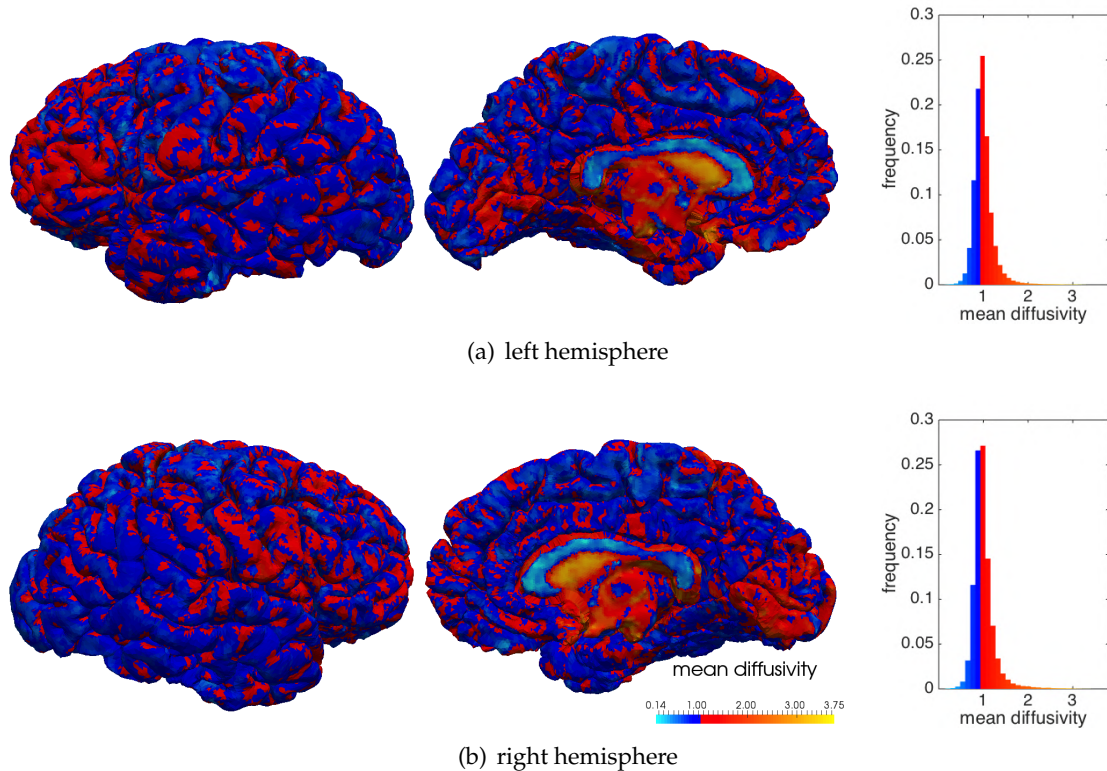 0.3
0.25
0.2
0.15
0.1
0.05
0
frequency
1 2 3
mean diffusivity
(a) left hemisphere
0.3
0.25
0.2
0.15
0.1
0.05
0
frequency
1 2 3
mean diffusivity
mean diffusivity
0.14 1.00 2.00 3.00 3.75
(b) right hemisphere